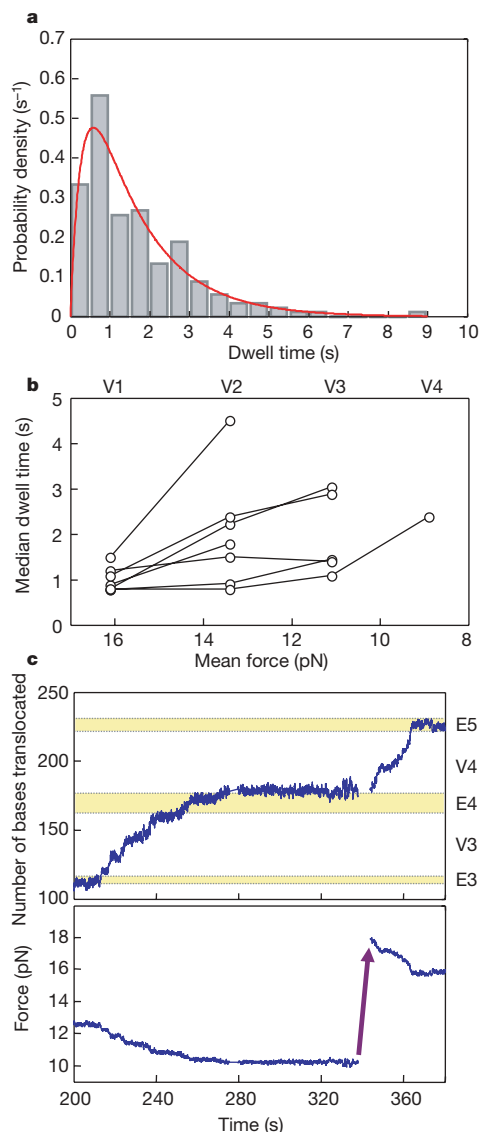 a
0.7
0.6
0.5
0.4
0.3
0.2
0.1
0
Probability density (s⁻¹)
0 1 2 3 4 5 6 7 8 9 10
Dwell time (s)
b
V1 V2 V3 V4
5
4
3
2
1
0
Median dwell time (s)
16 14 12 10 8
Mean force (pN)
c
250
200
150
100
Number of bases translocated
E5
V4
E4
V3
E3
18
16
14
12
10
Force (pN)
200 240 280 320 360
Time (s)